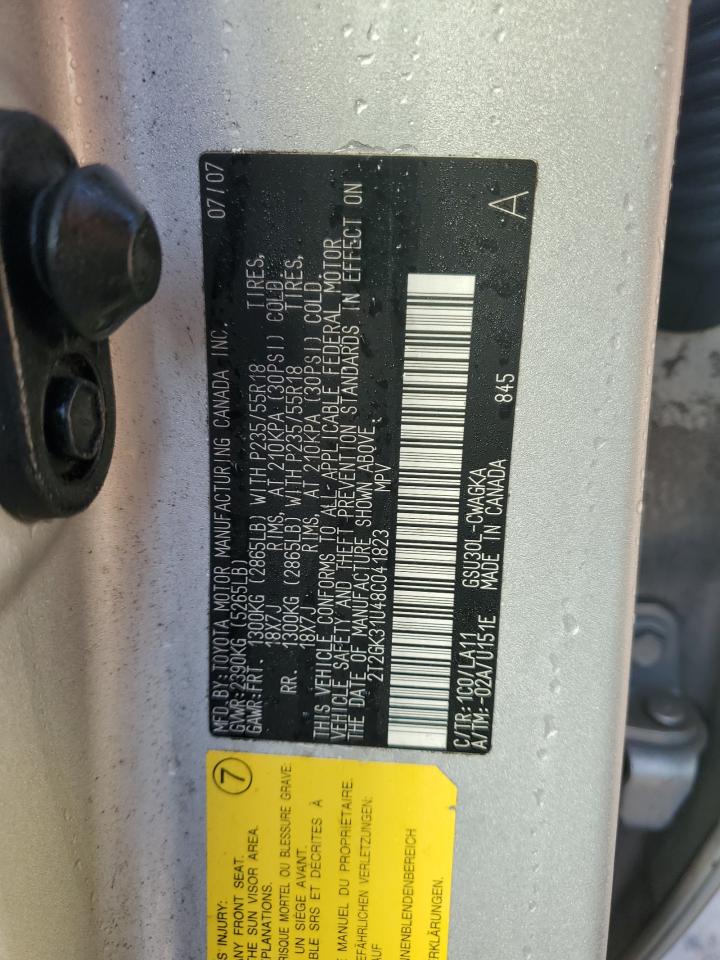 MFD. BY: TOYOTA MOTOR MANUFACTURING CANADA INC. 07/07
GVWR: 2390KG (5265LB)
GAWR: FRT. 1300KG (2865LB) WITH P235/55R18 TIRES,
18X7J RIMS, AT 210KPA (30PSI) COLD.
RR. 1300KG (2865LB) WITH P235/55R18 TIRES,
18X7J RIMS, AT 210KPA (30PSI) COLD.
THIS VEHICLE CONFORMS TO ALL APPLICABLE FEDERAL MOTOR
VEHICLE SAFETY AND THEFT PREVENTION STANDARDS IN EFFECT ON
THE DATE OF MANUFACTURE SHOWN ABOVE.
2T2GK31U48C041823 MPV
C/TR: 1C0/LA11 GSU30L-CWAGKA 845 A
A/TM: -02A/U151E MADE IN CANADA
7
S' INJURY:
ANY FRONT SEAT.
THE SUN VISOR AREA.
XPLANATIONS.
RISQUE MORTEL OU BLESSURE GRAVE:
UN SIÈGE AVANT.
BLE SRS ET DÉCRITES À
E MANUEL DU PROPRIÉTAIRE.
EFÄHRLICHEN VERLETZUNGEN:
AUF
NNENBLENDENBEREICH
ERKLÄRUNGEN.